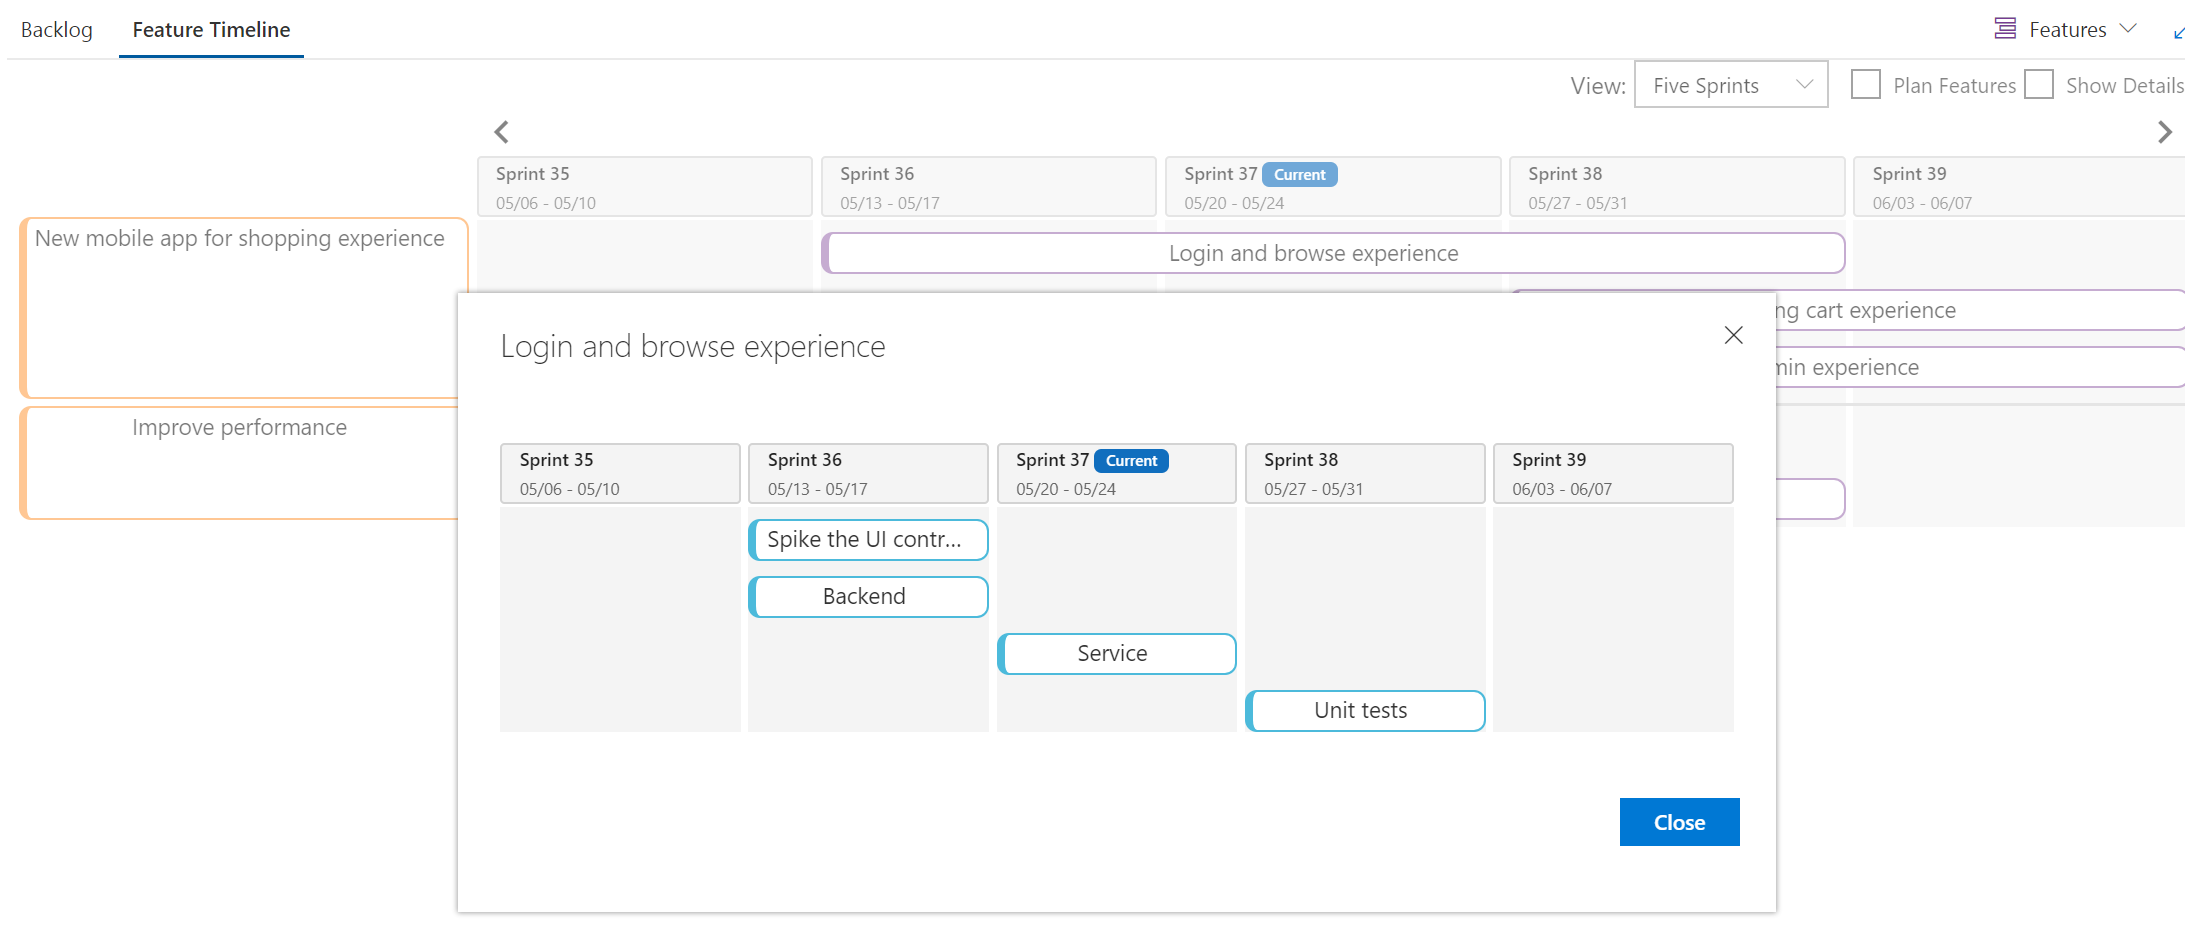 Backlog
Feature Timeline
Features
View:
Five Sprints
Plan Features
Show Details
Sprint 35
05/06 - 05/10
Sprint 36
05/13 - 05/17
Sprint 37 Current
05/20 - 05/24
Sprint 38
05/27 - 05/31
Sprint 39
06/03 - 06/07
New mobile app for shopping experience
Login and browse experience
cart experience
experience
Improve performance
Login and browse experience
Sprint 35
05/06 - 05/10
Sprint 36
05/13 - 05/17
Sprint 37 Current
05/20 - 05/24
Sprint 38
05/27 - 05/31
Sprint 39
06/03 - 06/07
Spike the UI contr...
Backend
Service
Unit tests
Close